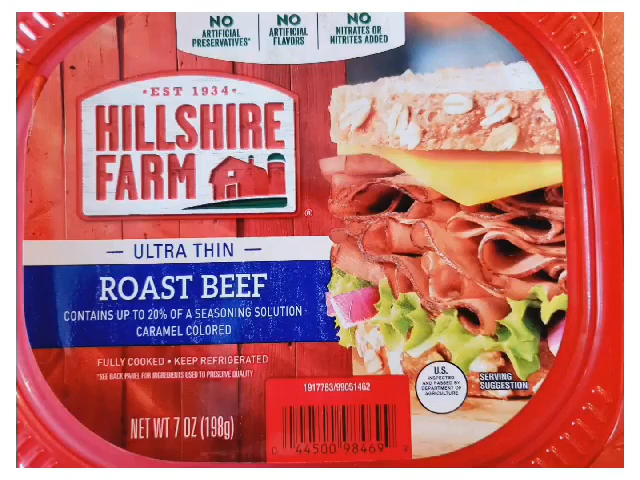 NO
ARTIFICIAL
PRESERVATIVES*
NO
ARTIFICIAL
FLAVORS
NO
NITRATES OR
NITRITES ADDED
• EST 1934 •
HILLSHIRE
FARM
®
— ULTRA THIN —
ROAST BEEF
CONTAINS UP TO 20% OF A SEASONING SOLUTION
CARAMEL COLORED
FULLY COOKED • KEEP REFRIGERATED
*SEE BACK PANEL FOR INGREDIENTS USED TO PRESERVE QUALITY
NET WT 7 OZ (198g)
1917763/99051462
0 44500 98469
U.S.
INSPECTED
AND PASSED BY
DEPARTMENT OF
AGRICULTURE
SERVING
SUGGESTION